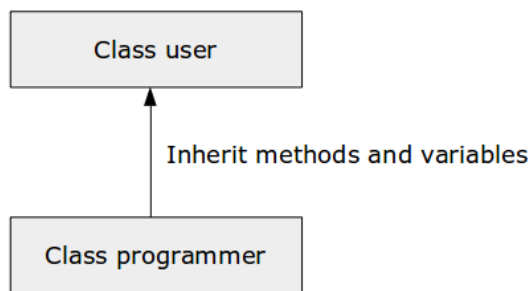 Class user
Inherit methods and variables
Class programmer